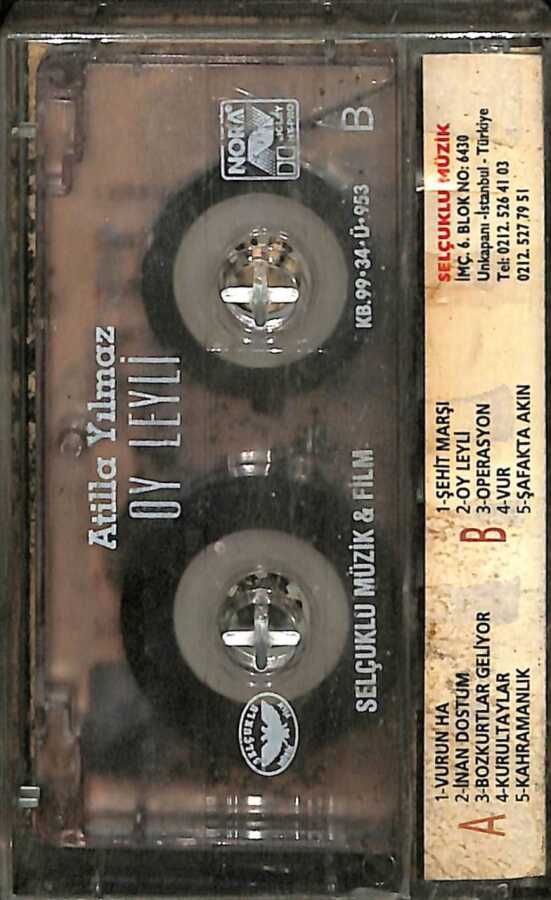 Atilla Yılmaz
OY LEYLİ
NORA
B
KB.99•34•Ü•953
SELÇUKLU
SELÇUKLU MÜZİK & FİLM
A
1-VURUN HA
2-İNAN DOSTUM
3-BOZKURTLAR GELİYOR
4-KURULTAYLAR
5-KAHRAMANLIK
B
1-ŞEHİT MARŞI
2-OY LEYLİ
3-OPERASYON
4-VUR
5-ŞAFAKTA AKIN
SELÇUKLU MÜZİK
İMÇ. 6. BLOK NO: 6430
Unkapanı -İstanbul - Türkiye
Tel: 0212. 526 41 03
0212. 527 79 51